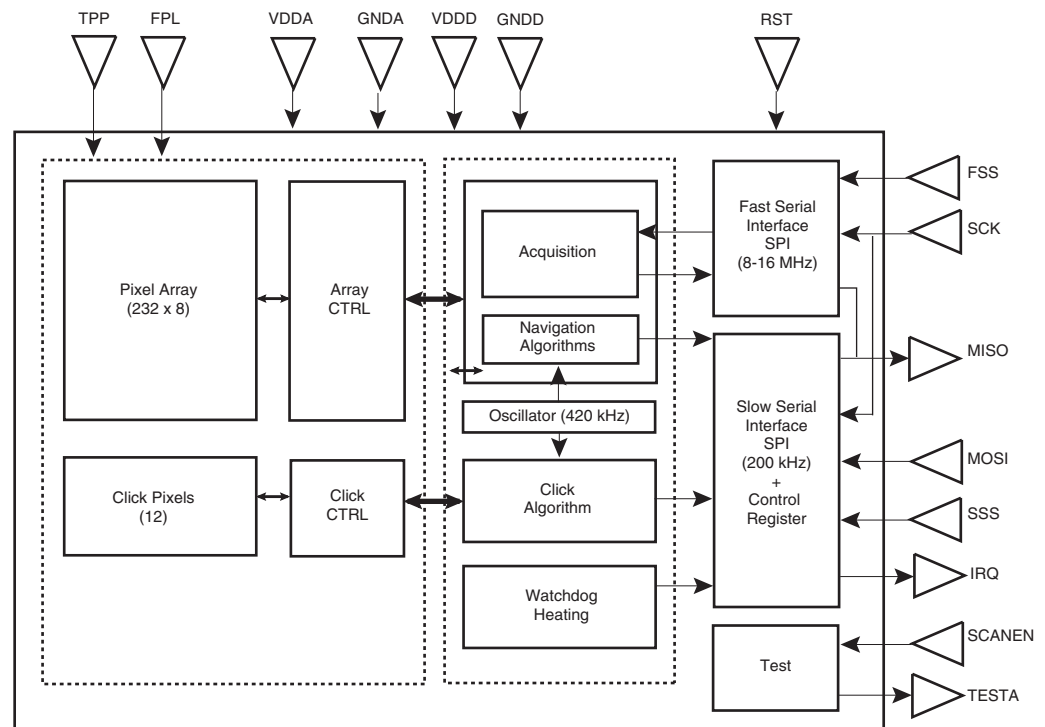 TPP
FPL
VDDA
GNDA
VDDD
GNDD
RST
Pixel Array
(232 x 8)
Array
CTRL
Acquisition
Navigation
Algorithms
Oscillator (420 kHz)
Click Pixels
(12)
Click
CTRL
Click
Algorithm
Watchdog
Heating
Fast Serial
Interface
SPI
(8-16 MHz)
Slow Serial
Interface
SPI
(200 kHz)
+
Control
Register
Test
FSS
SCK
MISO
MOSI
SSS
IRQ
SCANEN
TESTA